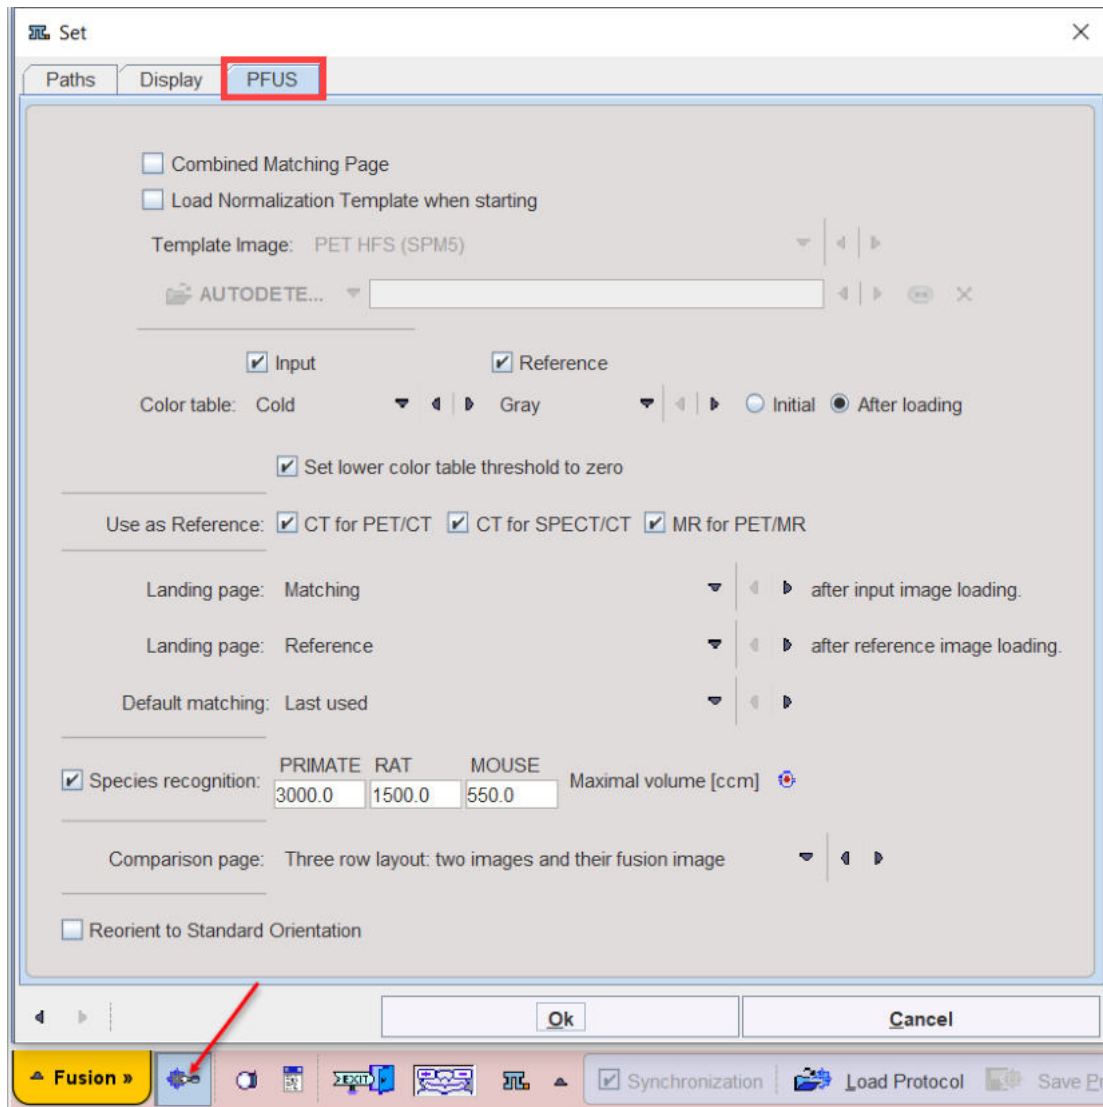 Set
Paths Display PFUS
Combined Matching Page
Load Normalization Template when starting
Template Image: PET HFS (SPM5)
AUTODETE...
Input Reference
Color table: Cold Gray Initial After loading
Set lower color table threshold to zero
Use as Reference: CT for PET/CT CT for SPECT/CT MR for PET/MR
Landing page: Matching after input image loading.
Landing page: Reference after reference image loading.
Default matching: Last used
PRIMATE RAT MOUSE
Species recognition: 3000.0 1500.0 550.0 Maximal volume [ccm]
Comparison page: Three row layout: two images and their fusion image
Reorient to Standard Orientation
Ok Cancel
Fusion » EXIT Synchronization Load Protocol Save Pr